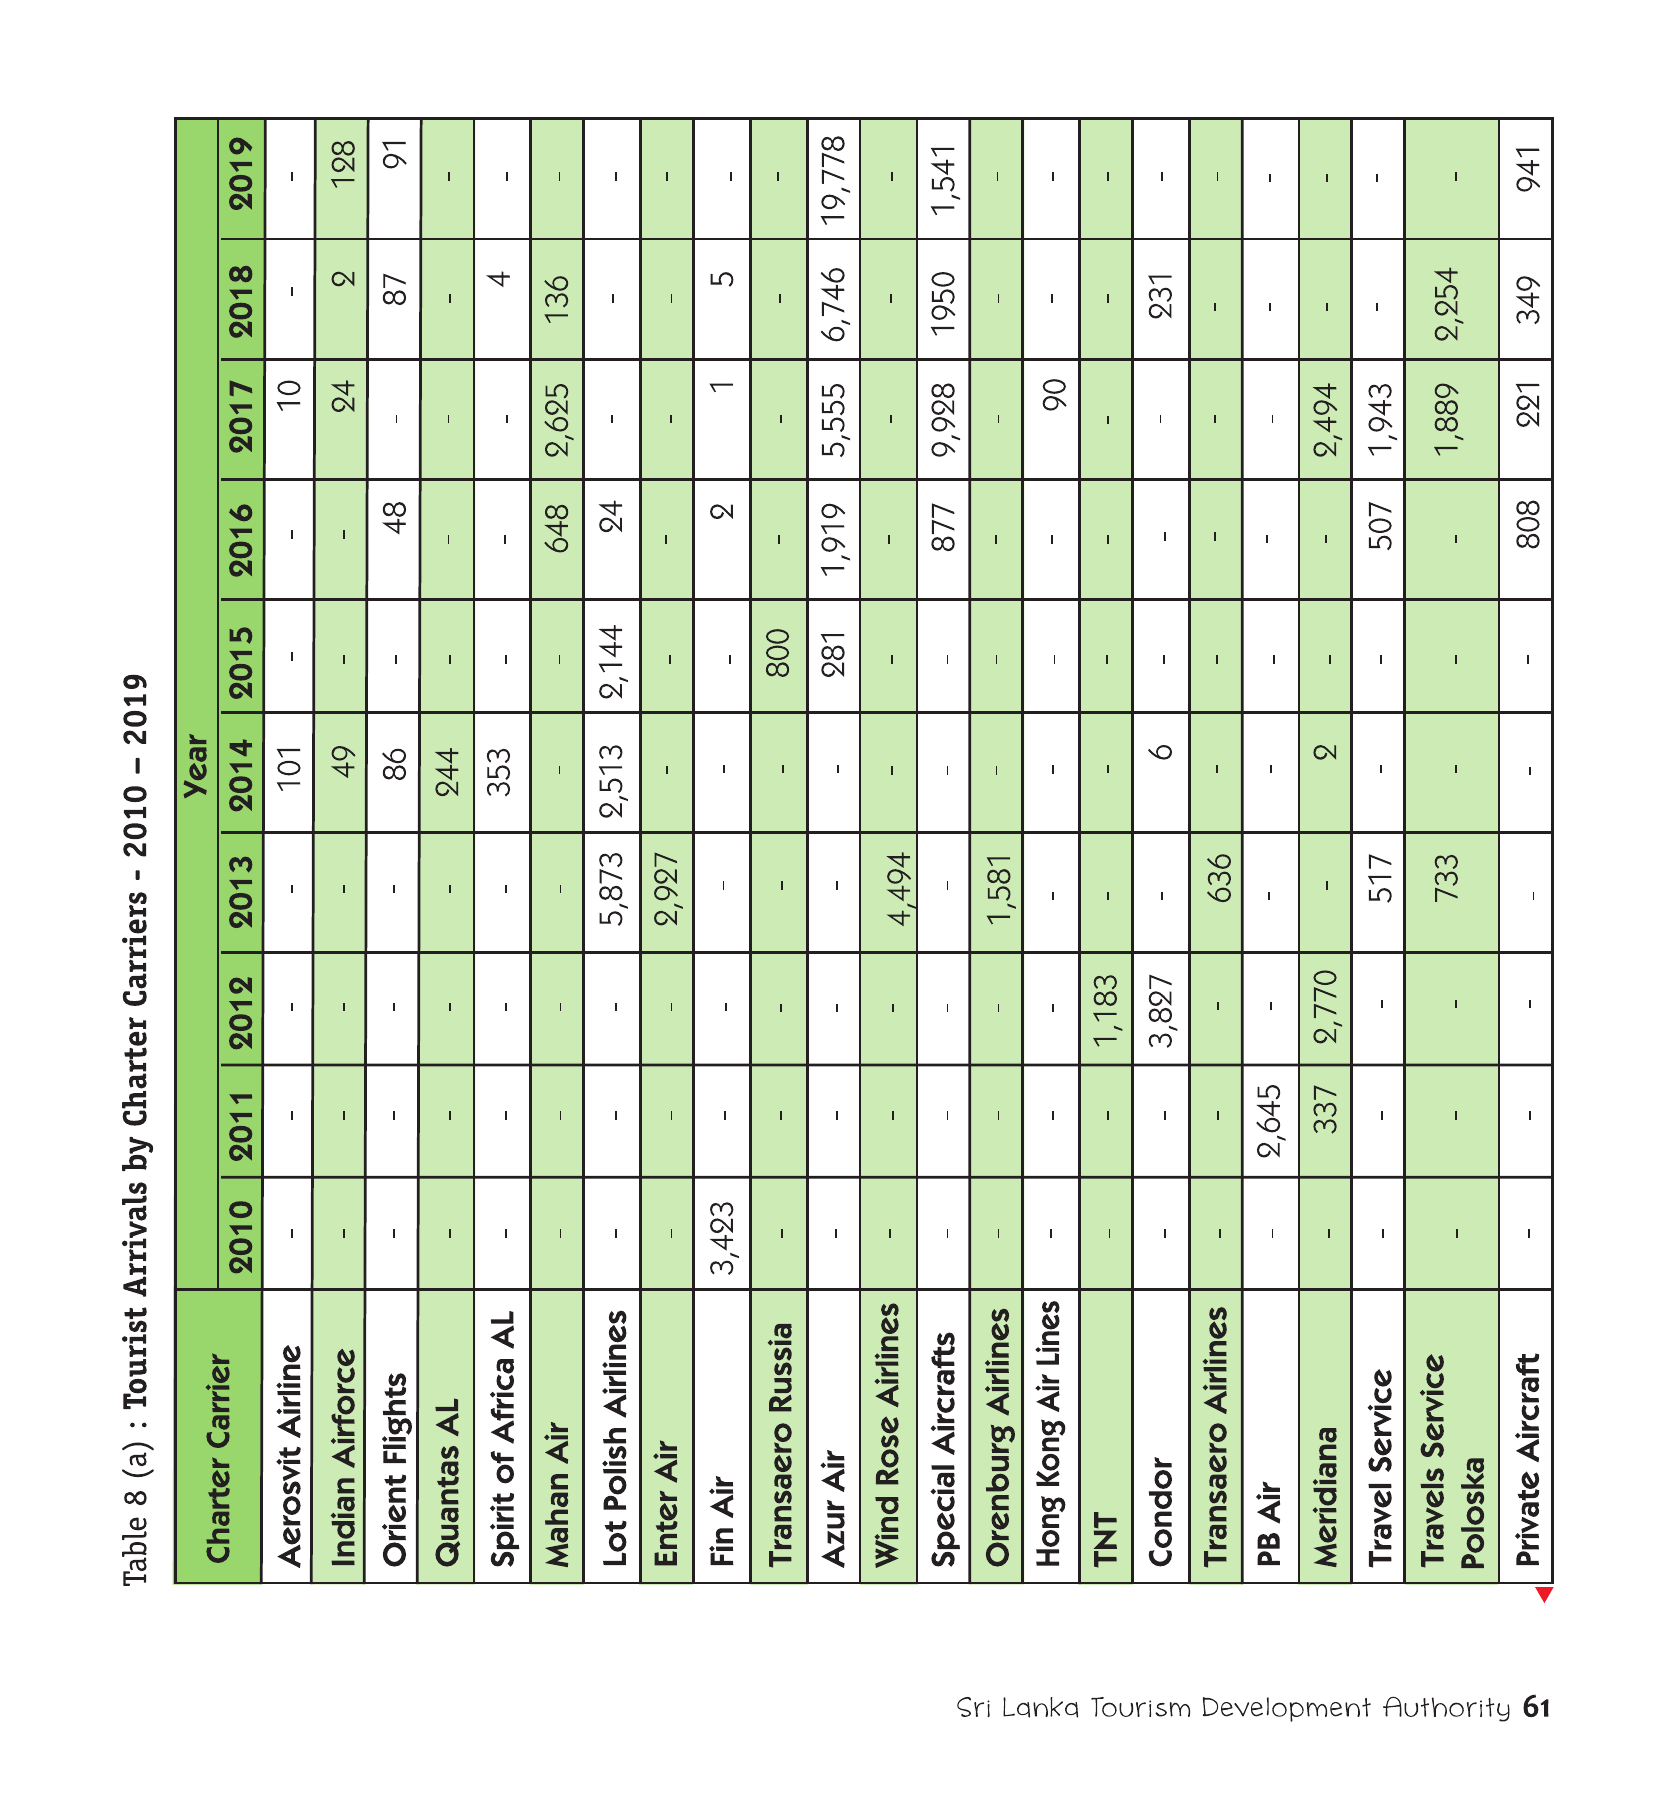 Table 8 (a) : Tourist Arrivals by Charter Carriers - 2010 – 2019
Charter Carrier Year
2010 2011 2012 2013 2014 2015 2016 2017 2018 2019
Aerosvit Airline - - - - 101 - - 10 - -
Indian Airforce - - - - 49 - - 24 2 128
Orient Flights - - - - 86 - 48 - 87 91
Quantas AL - - - - 244 - - - - -
Spirit of Africa AL - - - - 353 - - - 4 -
Mahan Air - - - - - - 648 2,625 136 -
Lot Polish Airlines - - - 5,873 2,513 2,144 24 - - -
Enter Air - - - 2,927 - - - - - -
Fin Air 3,423 - - - - - 2 1 5 -
Transaero Russia - - - - - 800 - - - -
Azur Air - - - - - 281 1,919 5,555 6,746 19,778
Wind Rose Airlines - - - 4,494 - - - - - -
Special Aircrafts - - - - - - 877 9,928 1950 1,541
Orenburg Airlines - - - 1,581 - - - - - -
Hong Kong Air Lines - - - - - - - 90 - -
TNT - - 1,183 - - - - - - -
Condor - - 3,827 - 6 - - - 231 -
Transaero Airlines - - - 636 - - - - - -
PB Air - 2,645 - - - - - - - -
Meridiana - 337 2,770 - 2 - - 2,494 - -
Travel Service - - - 517 - - 507 1,943 - -
Travels Service
Poloska - - - 733 - - - 1,889 2,254 -
Private Aircraft - - - - - - 808 221 349 941
Sri Lanka Tourism Development Authority 61